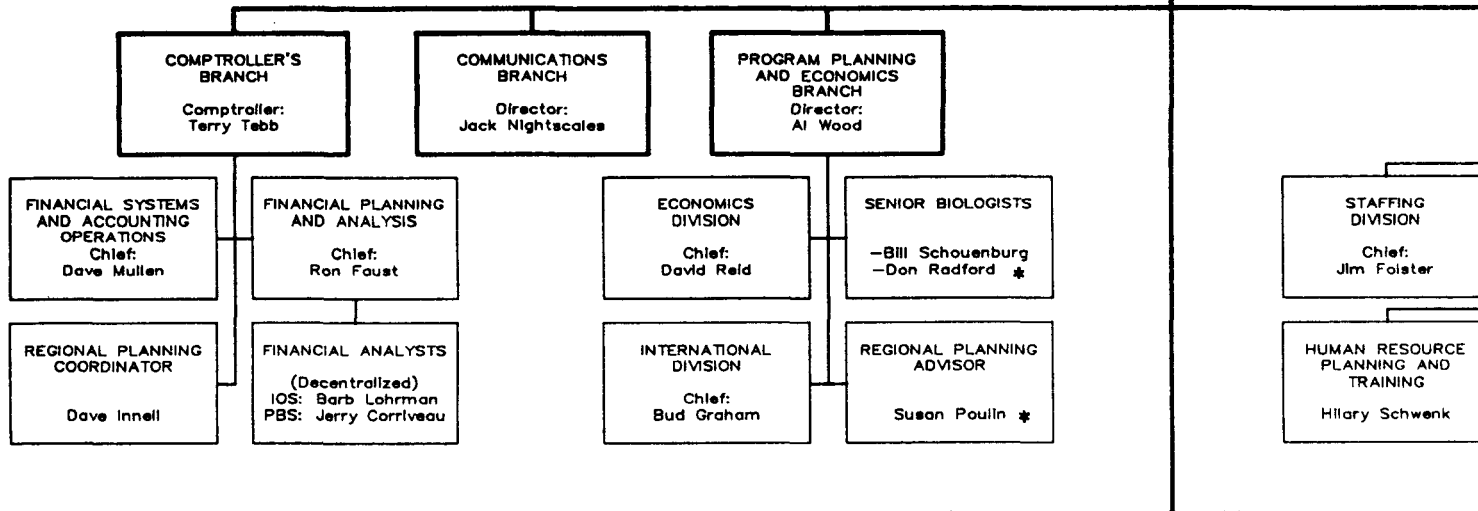 COMPTROLLER'S
BRANCH
Comptroller:
Terry Tebb
COMMUNICATIONS
BRANCH
Director:
Jack Nightscales
PROGRAM PLANNING
AND ECONOMICS
BRANCH
Director:
Al Wood
FINANCIAL SYSTEMS
AND ACCOUNTING
OPERATIONS
Chief:
Dave Mullen
FINANCIAL PLANNING
AND ANALYSIS
Chief:
Ron Faust
ECONOMICS
DIVISION
Chief:
David Reid
SENIOR BIOLOGISTS
-Bill Schouenburg
-Don Radford *
STAFFING
DIVISION
Chief:
Jim Folster
REGIONAL PLANNING
COORDINATOR
Dave Innell
FINANCIAL ANALYSTS
(Decentralized)
IOS: Barb Lohrman
PBS: Jerry Corriveau
INTERNATIONAL
DIVISION
Chief:
Bud Graham
REGIONAL PLANNING
ADVISOR
Susan Poulin *
HUMAN RESOURCE
PLANNING AND
TRAINING
Hilary Schwenk